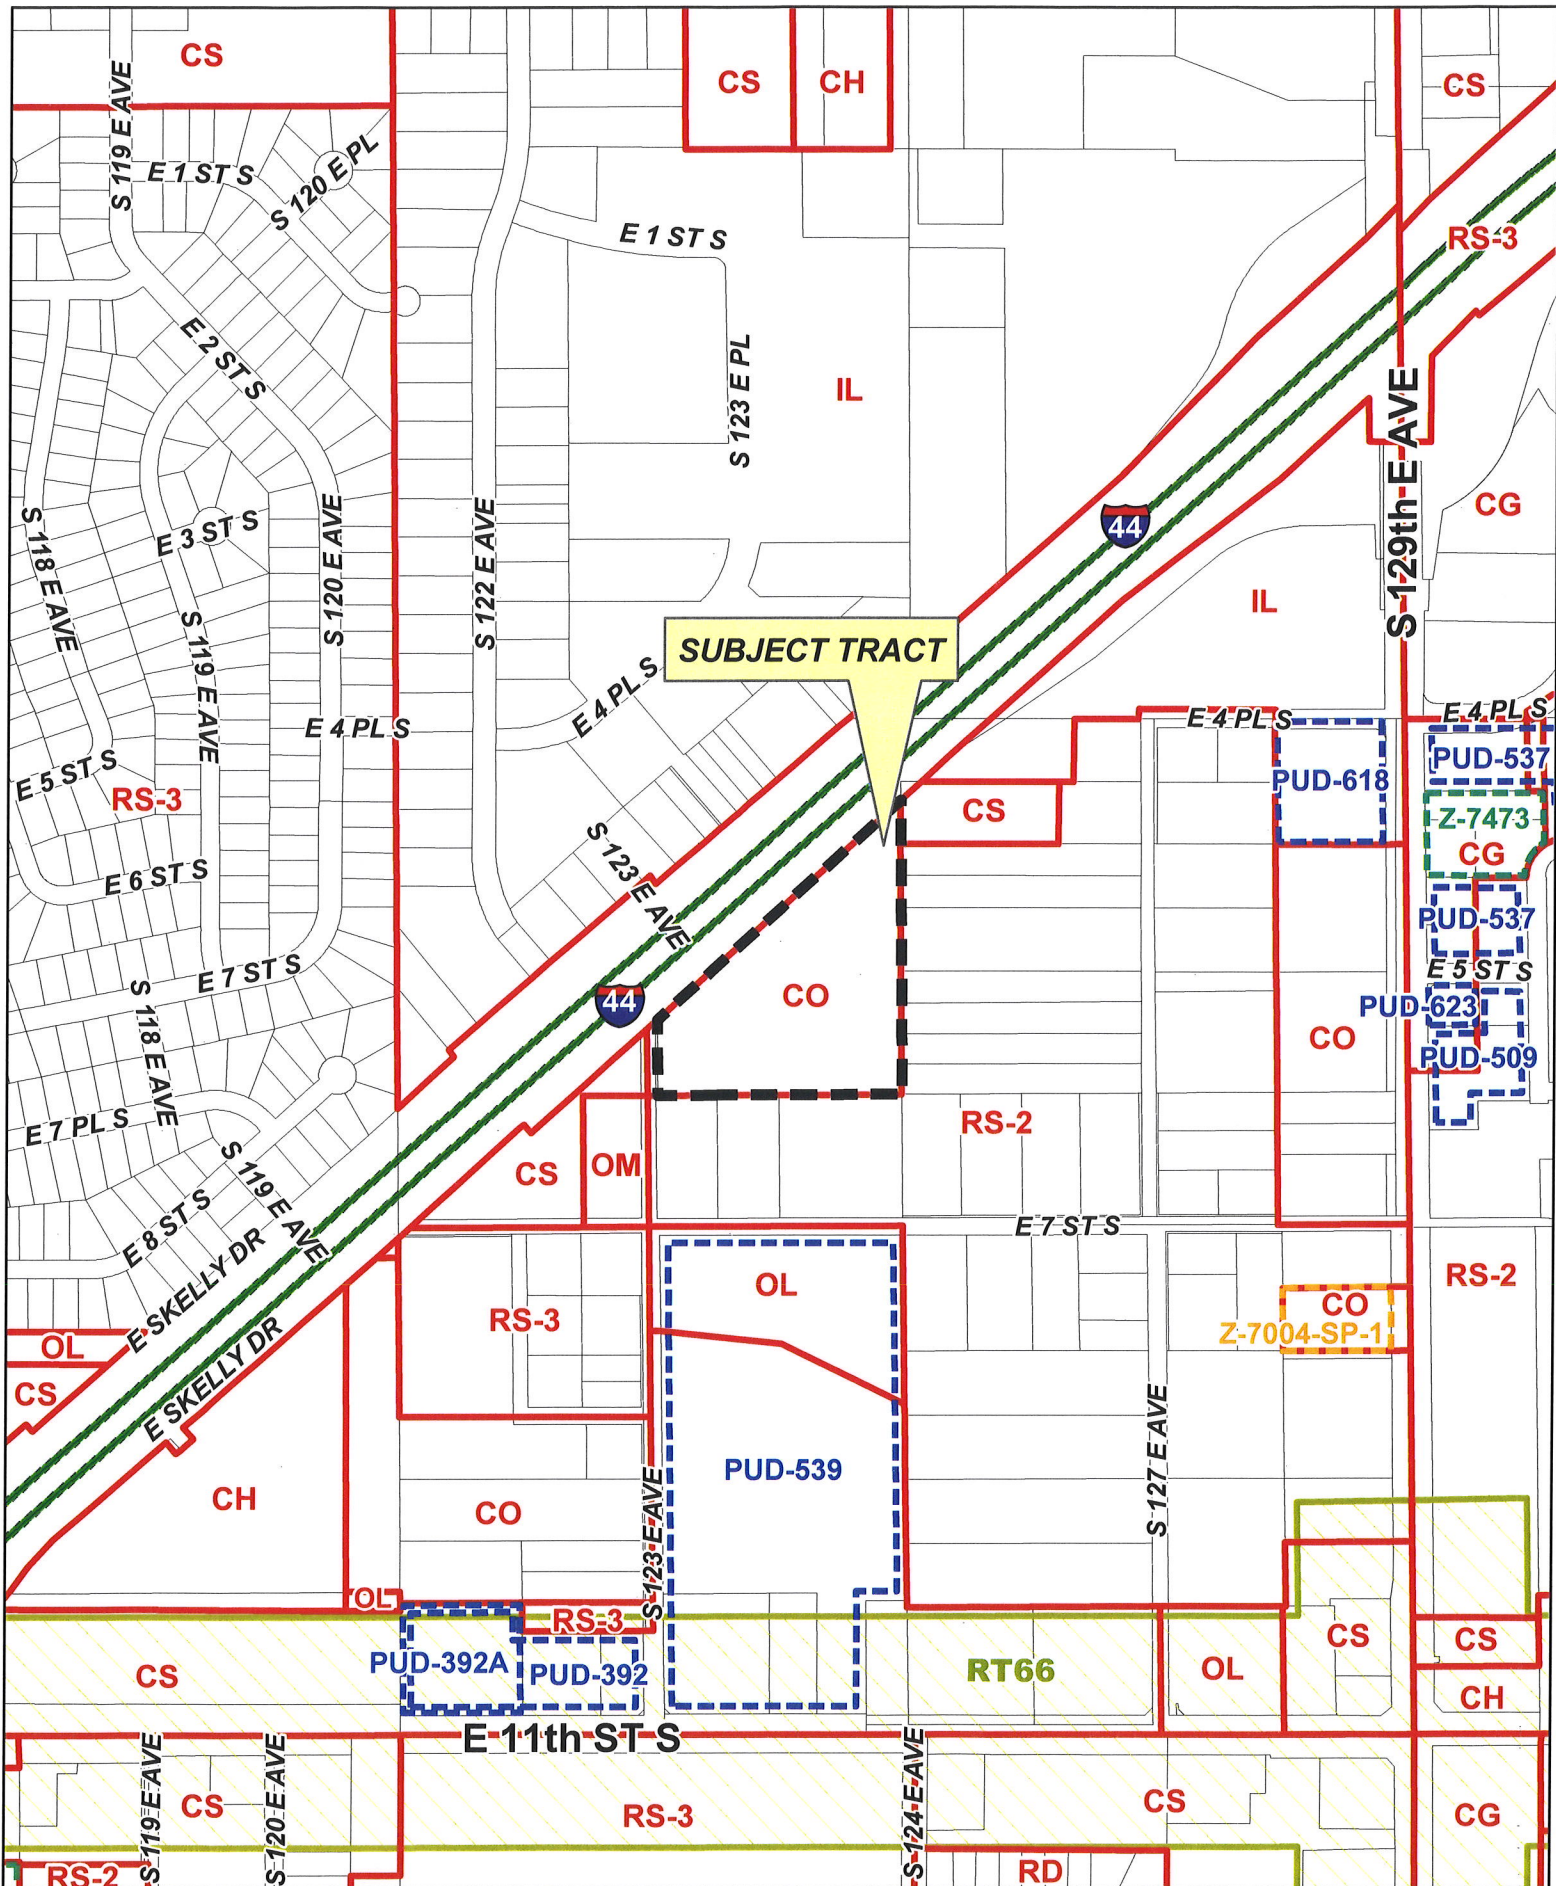 CS
CS
CH
CS
S 119 E AVE
E 1 ST S
S 120 E PL
E 1 ST S
RS-3
E 2 ST S
S 123 E PL
IL
S 129th E AVE
CG
S 118 E AVE
E 3 ST S
S 120 E AVE
S 122 E AVE
44
IL
S 119 E AVE
SUBJECT TRACT
E 4 PL S
E 4 PL S
E 4 PL S
E 4 PL S
E 5 ST S
RS-3
PUD-618
PUD-537
CS
Z-7473
CG
E 6 ST S
S 123 E AVE
PUD-537
E 7 ST S
E 5 ST S
S 118 E AVE
44
CO
PUD-623
CO
PUD-509
E 7 PL S
RS-2
S 119 E AVE
CS
OM
E 8 ST S
E 7 ST S
E SKELLY DR
OL
RS-2
RS-3
CO
Z-7004-SP-1
OL
E SKELLY DR
CS
S 127 E AVE
PUD-539
CH
CO
S 123 E AVE
OL
RS-3
CS
CS
PUD-392A
PUD-392
RT66
OL
CS
CH
E 11th ST S
S 119 E AVE
S 120 E AVE
S 124 E AVE
CS
RS-3
CS
CG
RS-2
RD